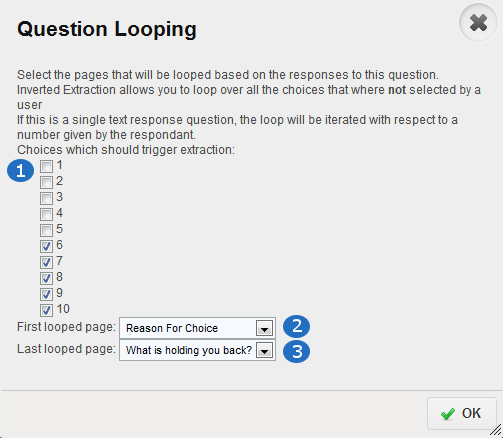 Question Looping
Select the pages that will be looped based on the responses to this question.
Inverted Extraction allows you to loop over all the choices that where not selected by a
user
If this is a single text response question, the loop will be iterated with respect to a
number given by the respondant.
Choices which should trigger extraction:
1 1
2
3
4
5
6
7
8
9
10
First looped page: Reason For Choice 2
Last looped page: What is holding you back? 3
OK